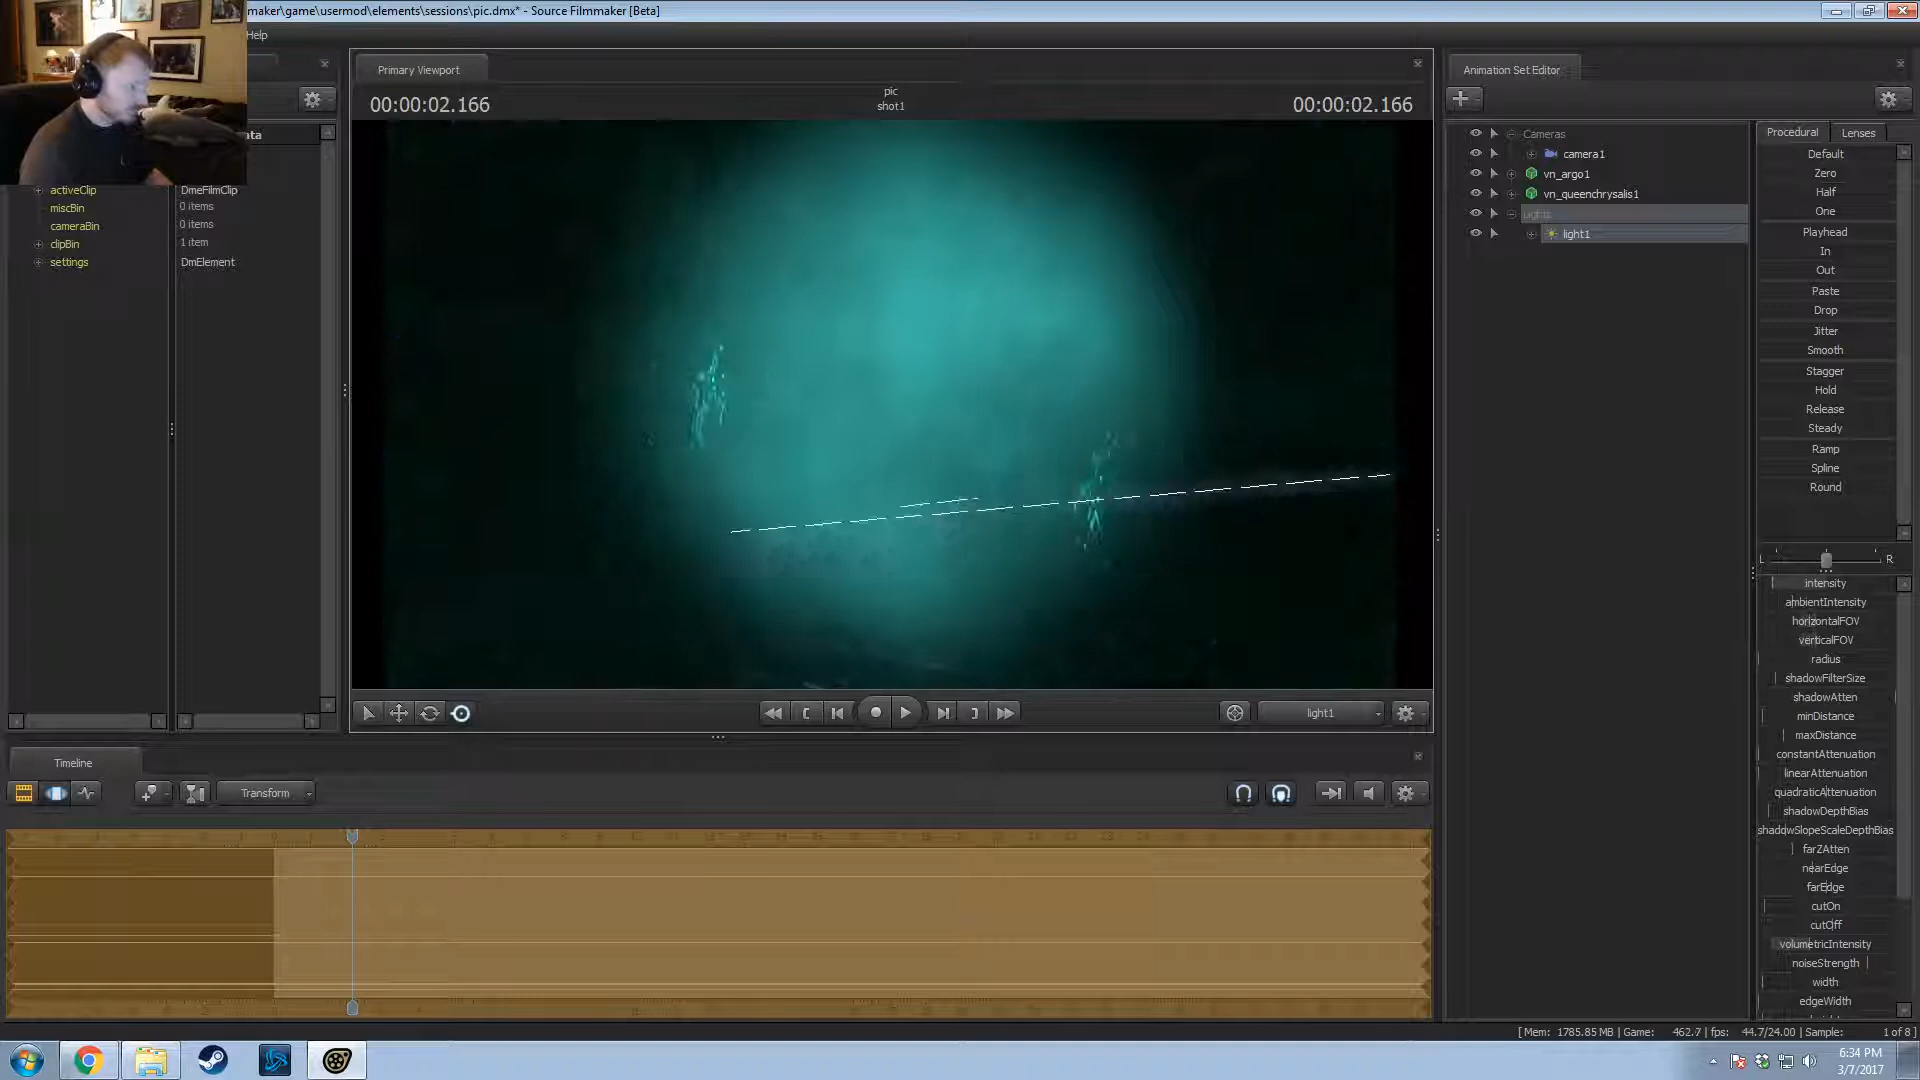 maker\game\usermod\elements\sessions\pic.dmx* - Source Filmmaker [Beta]
Help
Primary Viewport
Animation Set Editor
00:00:02.166
pic
shot1
00:00:02.166
ata
activeClip
DmeFilmClip
miscBin
0 items
cameraBin
0 items
clipBin
1 item
settings
DmElement
Cameras
camera1
vn_argo1
vn_queenchrysalis1
Lights
light1
Procedural
Lenses
Default
Zero
Half
One
Playhead
In
Out
Paste
Drop
Jitter
Smooth
Stagger
Hold
Release
Steady
Ramp
Spline
Round
L
R
intensity
ambientIntensity
horizontalFOV
verticalFOV
radius
shadowFilterSize
shadowAtten
minDistance
maxDistance
constantAttenuation
linearAttenuation
quadraticAttenuation
shadowDepthBias
shadowSlopeScaleDepthBias
farZAtten
nearEdge
farEdge
cutOn
cutOff
volumetricIntensity
noiseStrength
width
edgeWidth
light1
Timeline
Transform
[ Mem: 1785.85 MB | Game: 462.7 | fps: 44.7/24.00 | Sample: 1 of 8 ]
6:34 PM
3/7/2017